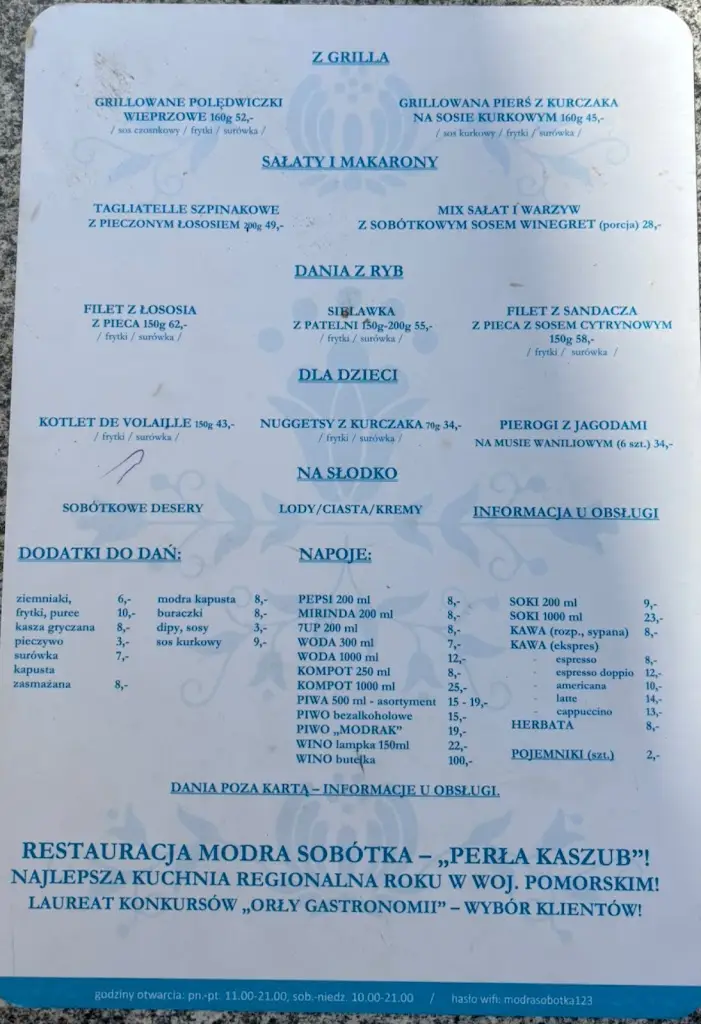 Z GRILLA
GRILLOWANE POLĘDWICZKI
WIEPRZOWE 160g 52,-
/ sos czosnkowy / frytki / surówka /
GRILLOWANA PIERŚ Z KURCZAKA
NA SOSIE KURKOWYM 160g 45,-
/ sos kurkowy / frytki / surówka /
SAŁATY I MAKARONY
TAGLIATELLE SZPINAKOWE
Z PIECZONYM ŁOSOSIEM 200g 49,-
MIX SAŁAT I WARZYW
Z SOBÓTKOWYM SOSEM WINEGRET (porcja) 28,-
DANIA Z RYB
FILET Z ŁOSOSIA
Z PIECA 150g 62,-
/ frytki / surówka /
SIELAWKA
Z PATELNI 150g-200g 55,-
/ frytki / surówka /
FILET Z SANDACZA
Z PIECA Z SOSEM CYTRYNOWYM
150g 58,-
/ frytki / surówka /
DLA DZIECI
KOTLET DE VOLAILLE 150g 43,-
/ frytki / surówka /
NUGGETSY Z KURCZAKA 70g 34,-
/ frytki / surówka /
PIEROGI Z JAGODAMI
NA MUSIE WANILIOWYM (6 szt.) 34,-
NA SŁODKO
SOBÓTKOWE DESERY
LODY/CIASTA/KREMY
INFORMACJA U OBSŁUGI
DODATKI DO DAŃ:
ziemniaki, 6,-
frytki, puree 10,-
kasza gryczana 8,-
pieczywo 3,-
surówka 7,-
kapusta
zasmażana 8,-
modra kapusta 8,-
buraczki 8,-
dipy, sosy 3,-
sos kurkowy 9,-
NAPOJE:
PEPSI 200 ml 8,-
MIRINDA 200 ml 8,-
7UP 200 ml 8,-
WODA 300 ml 7,-
WODA 1000 ml 12,-
KOMPOT 250 ml 8,-
KOMPOT 1000 ml 25,-
PIWA 500 ml - asortyment 15 - 19,-
PIWO bezalkoholowe 15,-
PIWO „MODRAK” 19,-
WINO lampka 150ml 22,-
WINO butelka 100,-
SOKI 200 ml 9,-
SOKI 1000 ml 23,-
KAWA (rozp., sypana) 8,-
KAWA (ekspres)
- espresso 8,-
- espresso doppio 12,-
- americana 10,-
- latte 14,-
- cappuccino 13,-
HERBATA 8,-
POJEMNIKI (szt.) 2,-
DANIA POZA KARTĄ – INFORMACJE U OBSŁUGI.
RESTAURACJA MODRA SOBÓTKA – „PERŁA KASZUB”!
NAJLEPSZA KUCHNIA REGIONALNA ROKU W WOJ. POMORSKIM!
LAUREAT KONKURSÓW „ORŁY GASTRONOMII” – WYBÓR KLIENTÓW!
godziny otwarcia: pn.-pt. 11.00-21.00, sob.-niedz. 10.00-21.00 / hasło wifi: modrasobotka123